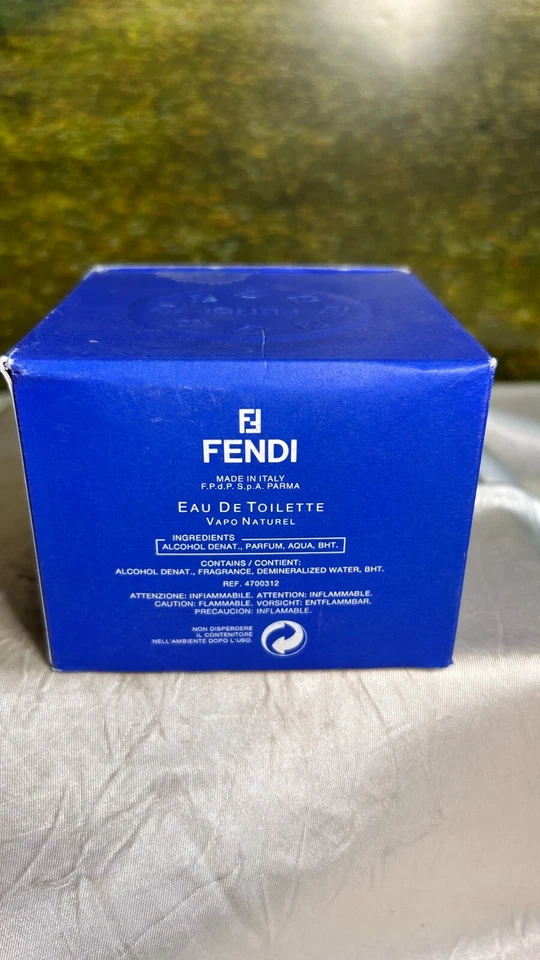 FENDI
MADE IN ITALY
F.P.d.P. S.p.A. PARMA
EAU DE TOILETTE
VAPO NATUREL
INGREDIENTS
ALCOHOL DENAT., PARFUM, AQUA, BHT.
CONTAINS / CONTIENT:
ALCOHOL DENAT., FRAGRANCE, DEMINERALIZED WATER, BHT.
REF. 4700312
ATTENZIONE: INFIAMMABILE. ATTENTION: INFLAMMABLE.
CAUTION: FLAMMABLE. VORSICHT: ENTFLAMMBAR.
PRECAUCION: INFLAMABLE.
NON DISPERDERE
IL CONTENITORE
NELL'AMBIENTE DOPO L'USO.